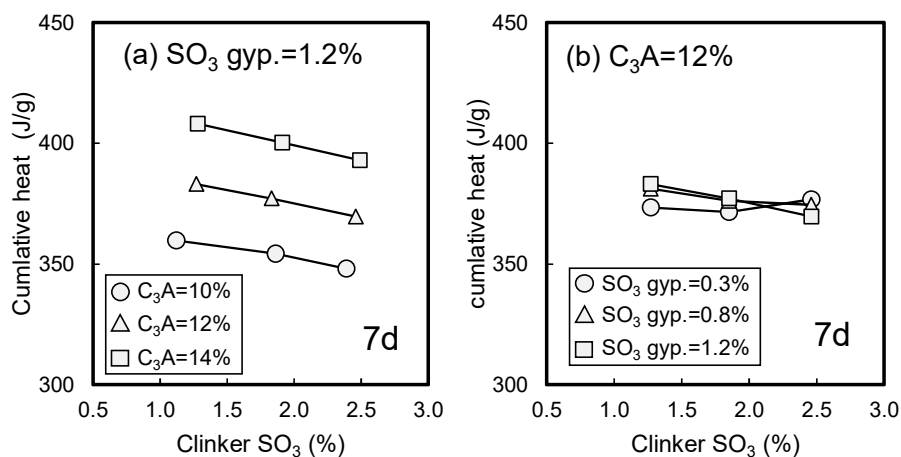 (a) SO₃ gyp.=1.2%
Cumlative heat (J/g)
450
400
350
300
C₃A=10%
C₃A=12%
C₃A=14%
7d
0.5 1.0 1.5 2.0 2.5 3.0
Clinker SO₃ (%)
(b) C₃A=12%
cumulative heat (J/g)
450
400
350
300
SO₃ gyp.=0.3%
SO₃ gyp.=0.8%
SO₃ gyp.=1.2%
7d
0.5 1.0 1.5 2.0 2.5 3.0
Clinker SO₃ (%)